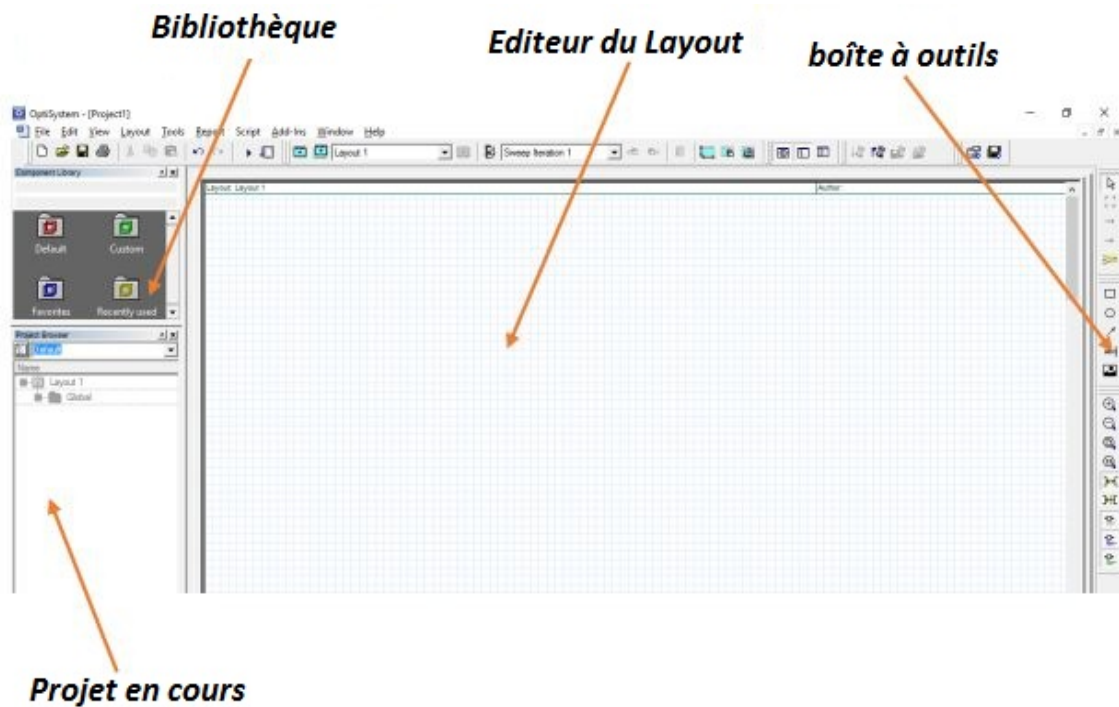 Bibliothèque
Editeur du Layout
boîte à outils
OptiSystem - [Project1]
File Edit View Layout Tools Report Script Add-Ins Window Help
Layout 1
Sweep Iteration 1
Component Library
Layout: Layout 1
Author:
Default
Custom
Favorites
Recently used
Project Browser
Default
Name
Layout 1
Global
Projet en cours